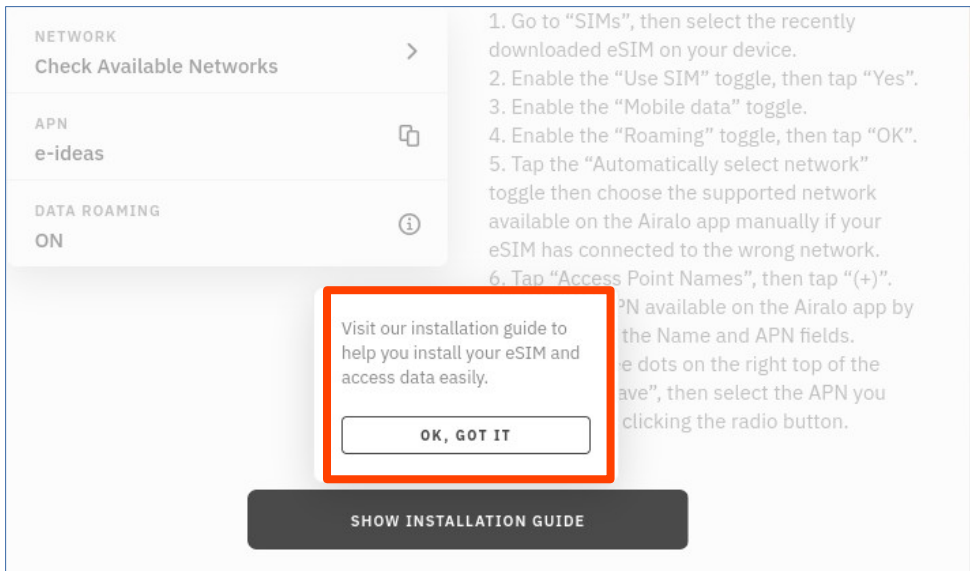 NETWORK
Check Available Networks
APN
e-ideas
DATA ROAMING
ON
1. Go to “SIMs”, then select the recently
downloaded eSIM on your device.
2. Enable the “Use SIM” toggle, then tap “Yes”.
3. Enable the “Mobile data” toggle.
4. Enable the “Roaming” toggle, then tap “OK”.
5. Tap the “Automatically select network”
toggle then choose the supported network
available on the Airalo app manually if your
eSIM has connected to the wrong network.
6. Tap “Access Point Names”, then tap “(+)”.
available on the Airalo app by
the Name and APN fields.
dots on the right top of the
then select the APN you
clicking the radio button.
Visit our installation guide to
help you install your eSIM and
access data easily.
OK, GOT IT
SHOW INSTALLATION GUIDE